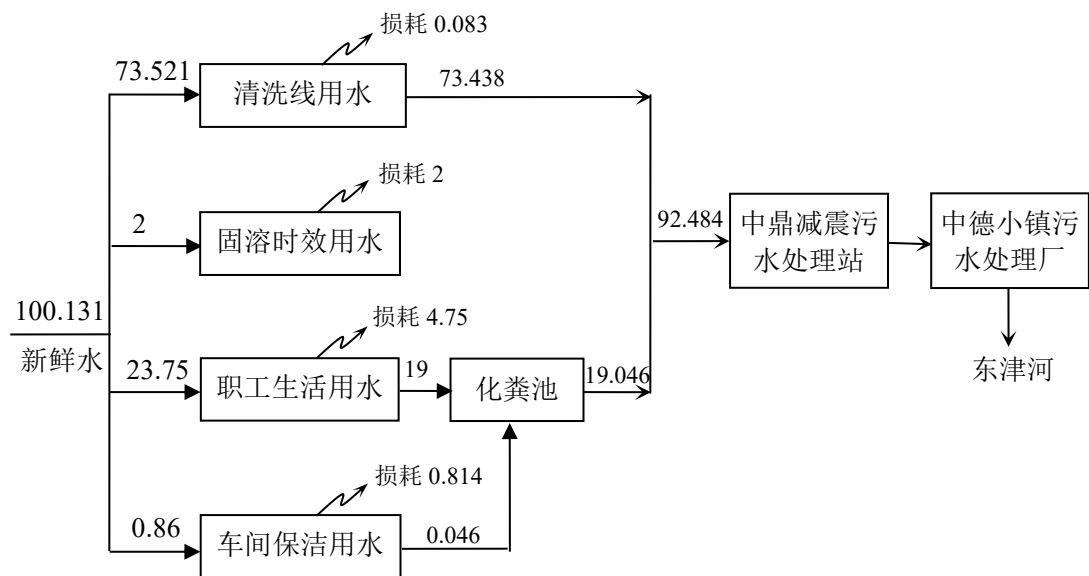 损耗 0.083
73.521
清洗线用水
73.438
损耗 2
2
固溶时效用水
92.484
中鼎减震污
水处理站
中德小镇污
水处理厂
100.131
新鲜水
损耗 4.75
23.75
职工生活用水
19
化粪池
19.046
东津河
损耗 0.814
0.86
车间保洁用水
0.046